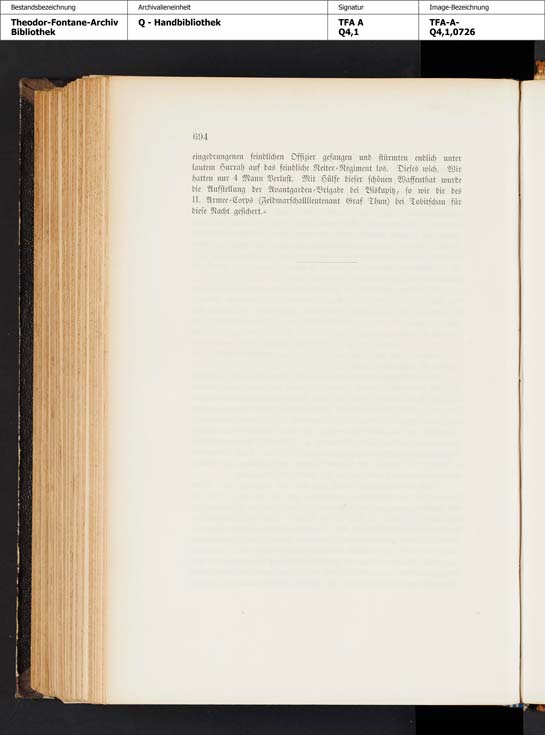 Bestandsbezeichnung Archivalieneinheit Signatur Image-Bezeichnung
Theodor-Fontane-Archiv Q - Handbibliothek TFA A TFA-A-
Bibliothek Q4,1 Q4,1,0726
694
eingedrungenen feindlichen Offizier gefangen und stürmten endlich unter
lautem Hurrah auf das feindliche Reiter-Regiment los. Dieses wich. Wir
hatten nur 4 Mann Verlust. Mit Hülfe dieser schönen Waffenthat wurde
die Aufstellung der Avantgarden-Brigade bei Biskupitz, so wie die des
II. Armee-Corps (Feldmarschalllieutenant Graf Thun) bei Tobitschau für
diese Nacht gesichert.«